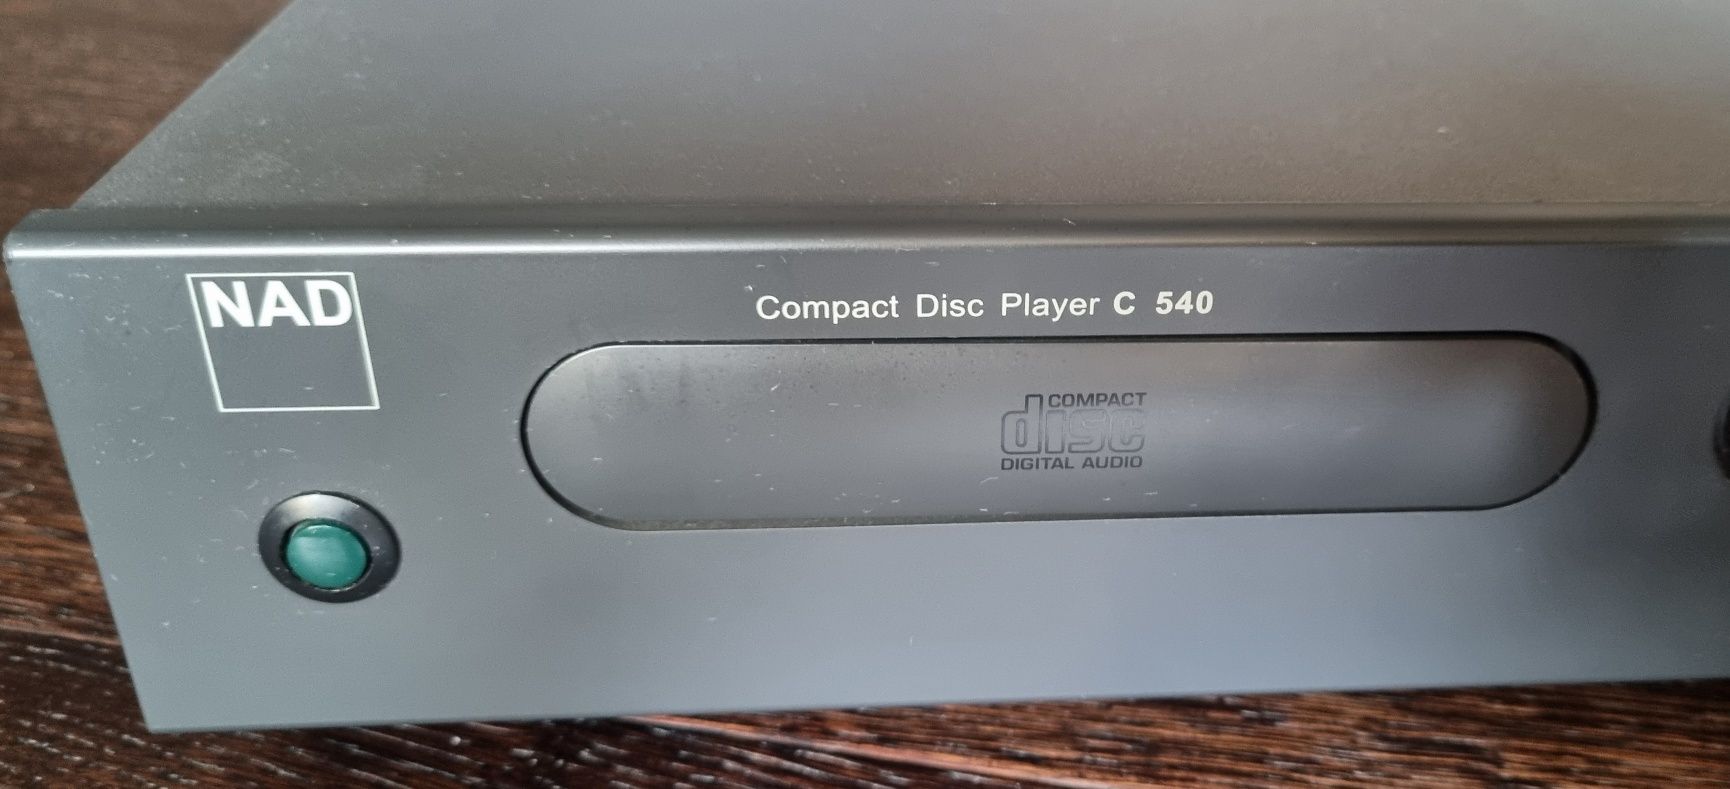 NAD
Compact Disc Player C 540
COMPACT
disc
DIGITAL AUDIO